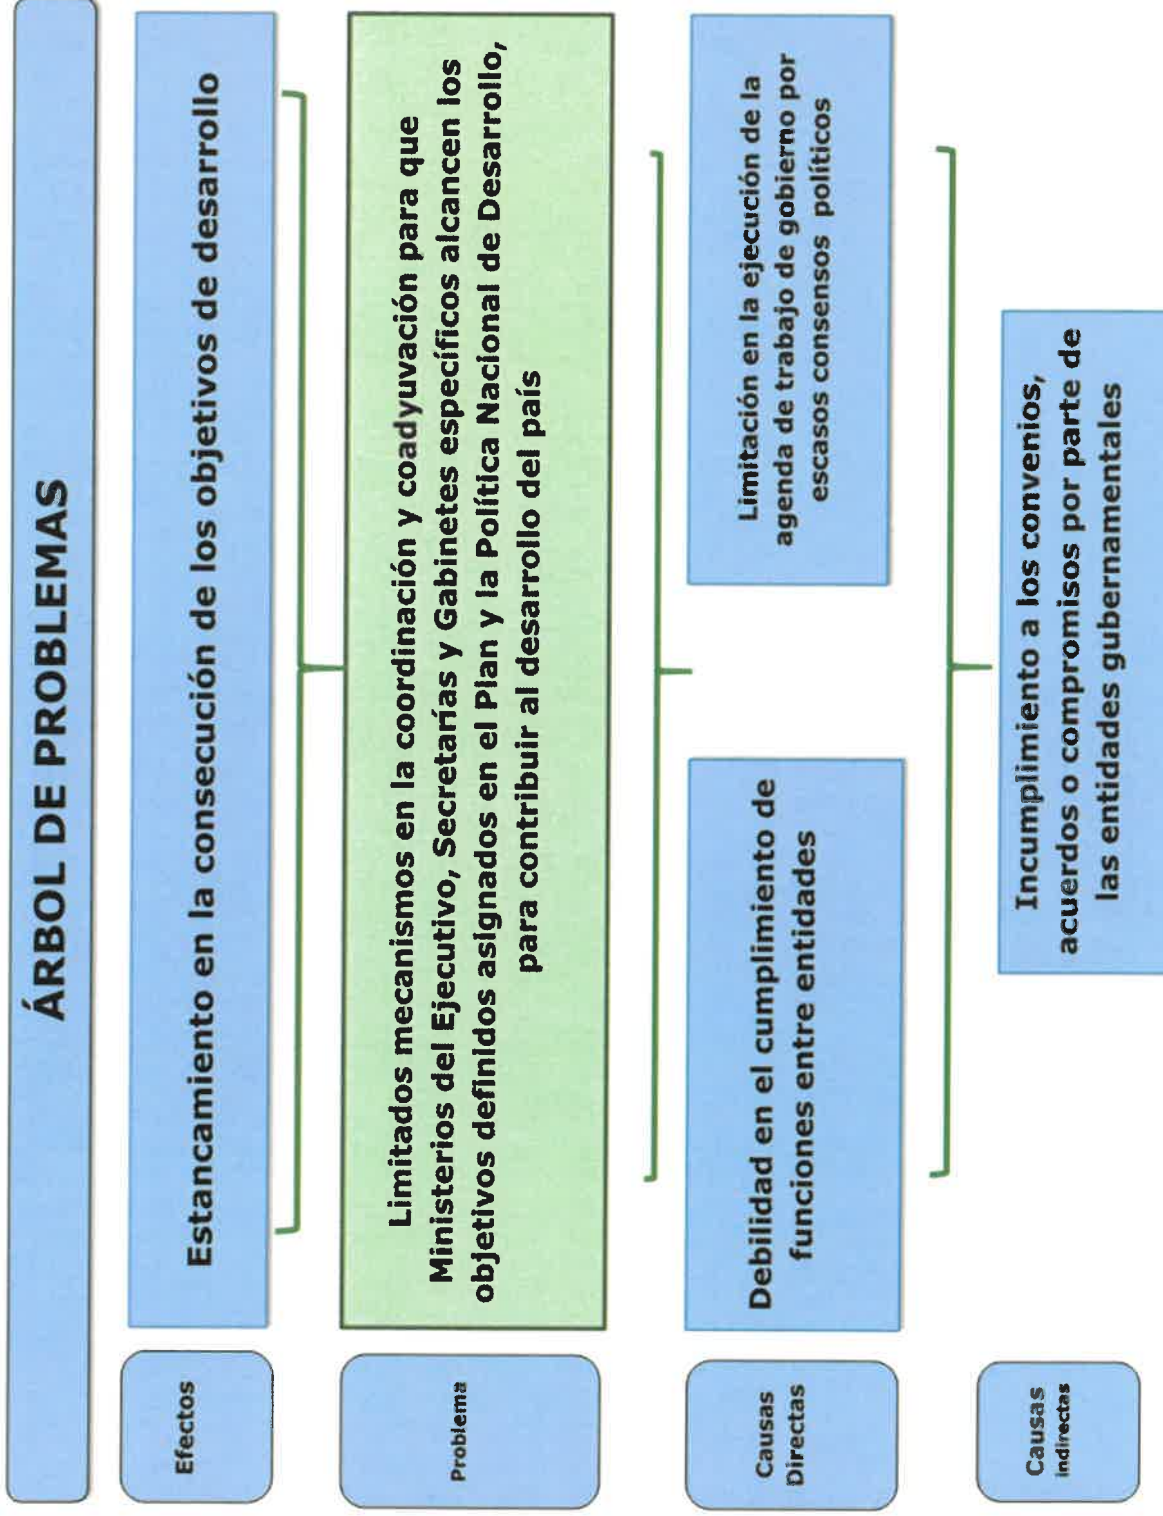 ÁRBOL DE PROBLEMAS
Efectos
Estancamiento en la consecución de los objetivos de desarrollo
Problema
Limitados mecanismos en la coordinación y coadyuvación para que
Ministerios del Ejecutivo, Secretarías y Gabinetes específicos alcancen los
objetivos definidos asignados en el Plan y la Política Nacional de Desarrollo,
para contribuir al desarrollo del país
Causas
Directas
Debilidad en el cumplimiento de
funciones entre entidades
Limitación en la ejecución de la
agenda de trabajo de gobierno por
escasos consensos políticos
Causas
indirectas
Incumplimiento a los convenios,
acuerdos o compromisos por parte de
las entidades gubernamentales